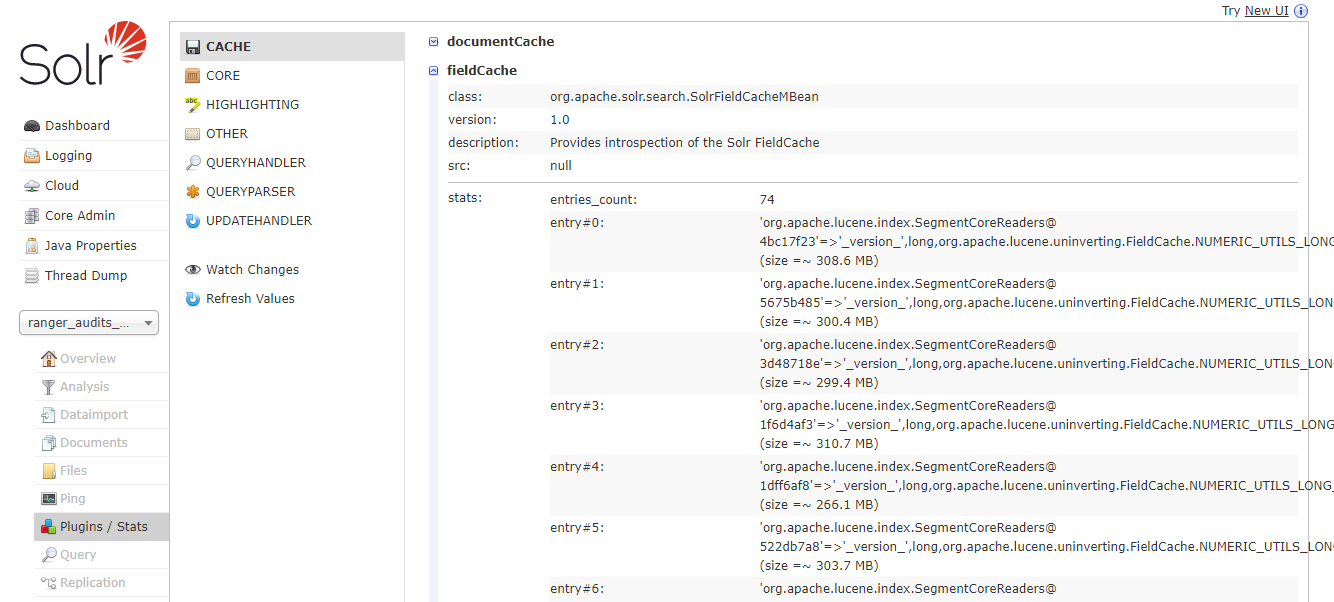 Try New UI
Solr
Dashboard
Logging
Cloud
Core Admin
Java Properties
Thread Dump
ranger_audits_...
Overview
Analysis
Dataimport
Documents
Files
Ping
Plugins / Stats
Query
Replication
CACHE
CORE
HIGHLIGHTING
OTHER
QUERYHANDLER
QUERYPARSER
UPDATEHANDLER
Watch Changes
Refresh Values
documentCache
fieldCache
class: org.apache.solr.search.SolrFieldCacheMBean
version: 1.0
description: Provides introspection of the Solr FieldCache
src: null
stats: entries_count: 74
entry#0: 'org.apache.lucene.index.SegmentCoreReaders@
4bc17f23'=>'_version_',long,org.apache.lucene.uninverting.FieldCache.NUMERIC_UTILS_LONG
(size =~ 308.6 MB)
entry#1: 'org.apache.lucene.index.SegmentCoreReaders@
5675b485'=>'_version_',long,org.apache.lucene.uninverting.FieldCache.NUMERIC_UTILS_LON
(size =~ 300.4 MB)
entry#2: 'org.apache.lucene.index.SegmentCoreReaders@
3d48718e'=>'_version_',long,org.apache.lucene.uninverting.FieldCache.NUMERIC_UTILS_LON
(size =~ 299.4 MB)
entry#3: 'org.apache.lucene.index.SegmentCoreReaders@
1f6d4af3'=>'_version_',long,org.apache.lucene.uninverting.FieldCache.NUMERIC_UTILS_LONG
(size =~ 310.7 MB)
entry#4: 'org.apache.lucene.index.SegmentCoreReaders@
1dff6af8'=>'_version_',long,org.apache.lucene.uninverting.FieldCache.NUMERIC_UTILS_LONG_
(size =~ 266.1 MB)
entry#5: 'org.apache.lucene.index.SegmentCoreReaders@
522db7a8'=>'_version_',long,org.apache.lucene.uninverting.FieldCache.NUMERIC_UTILS_LON
(size =~ 303.7 MB)
entry#6: 'org.apache.lucene.index.SegmentCoreReaders@